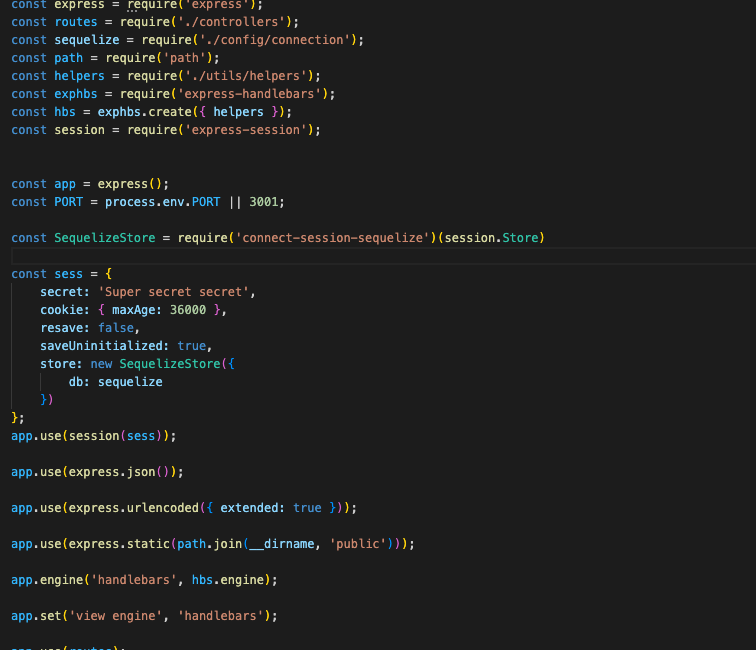 const express = require('express');
const routes = require('./controllers');
const sequelize = require('./config/connection');
const path = require('path');
const helpers = require('./utils/helpers');
const exphbs = require('express-handlebars');
const hbs = exphbs.create({ helpers });
const session = require('express-session');
const app = express();
const PORT = process.env.PORT || 3001;
const SequelizeStore = require('connect-session-sequelize')(session.Store)
const sess = {
    secret: 'Super secret secret',
    cookie: { maxAge: 36000 },
    resave: false,
    saveUninitialized: true,
    store: new SequelizeStore({
        db: sequelize
    })
};
app.use(session(sess));
app.use(express.json());
app.use(express.urlencoded({ extended: true }));
app.use(express.static(path.join(__dirname, 'public')));
app.engine('handlebars', hbs.engine);
app.set('view engine', 'handlebars');
app.use(routes);